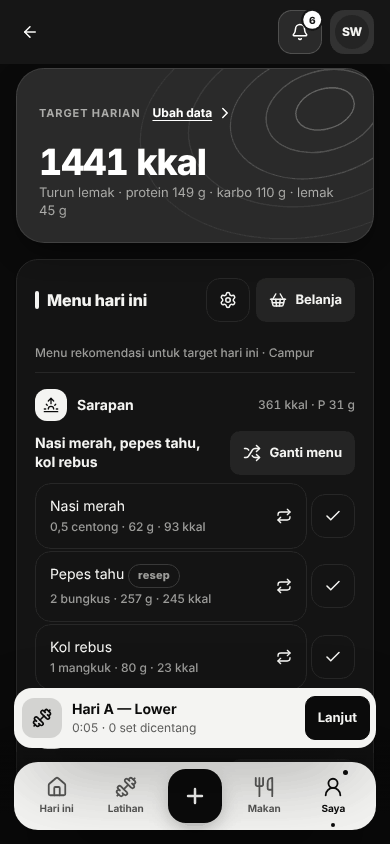 6
SW
TARGET HARIAN Ubah data
1441 kkal
Turun lemak · protein 149 g · karbo 110 g · lemak
45 g
Menu hari ini
Belanja
Menu rekomendasi untuk target hari ini · Campur
Sarapan
361 kkal · P 31 g
Nasi merah, pepes tahu,
kol rebus
Ganti menu
Nasi merah
0,5 centong · 62 g · 93 kkal
Pepes tahu resep
2 bungkus · 257 g · 245 kkal
Kol rebus
1 mangkuk · 80 g · 23 kkal
Hari A — Lower
0:05 · 0 set dicentang
Lanjut
Hari ini
Latihan
Makan
Saya